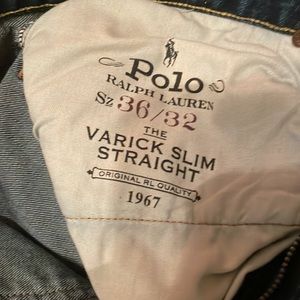 Polo
RALPH LAUREN
Sz 36/32
THE
VARICK SLIM
STRAIGHT
ORIGINAL RL QUALITY
1967